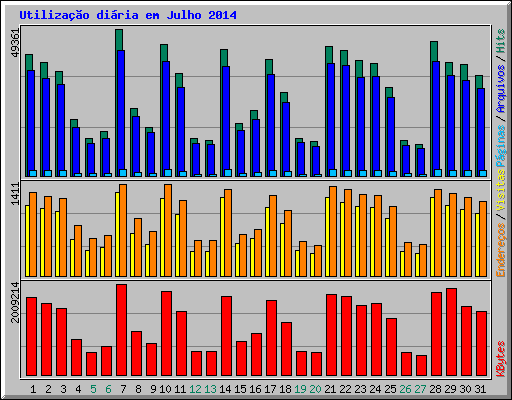 Utilização diária em Julho 2014
49361
1411
2009214
KBytes
Endereços / Visitas
Páginas / Arquivos / Hits
1 2 3 4 5 6 7 8 9 10 11 12 13 14 15 16 17 18 19 20 21 22 23 24 25 26 27 28 29 30 31